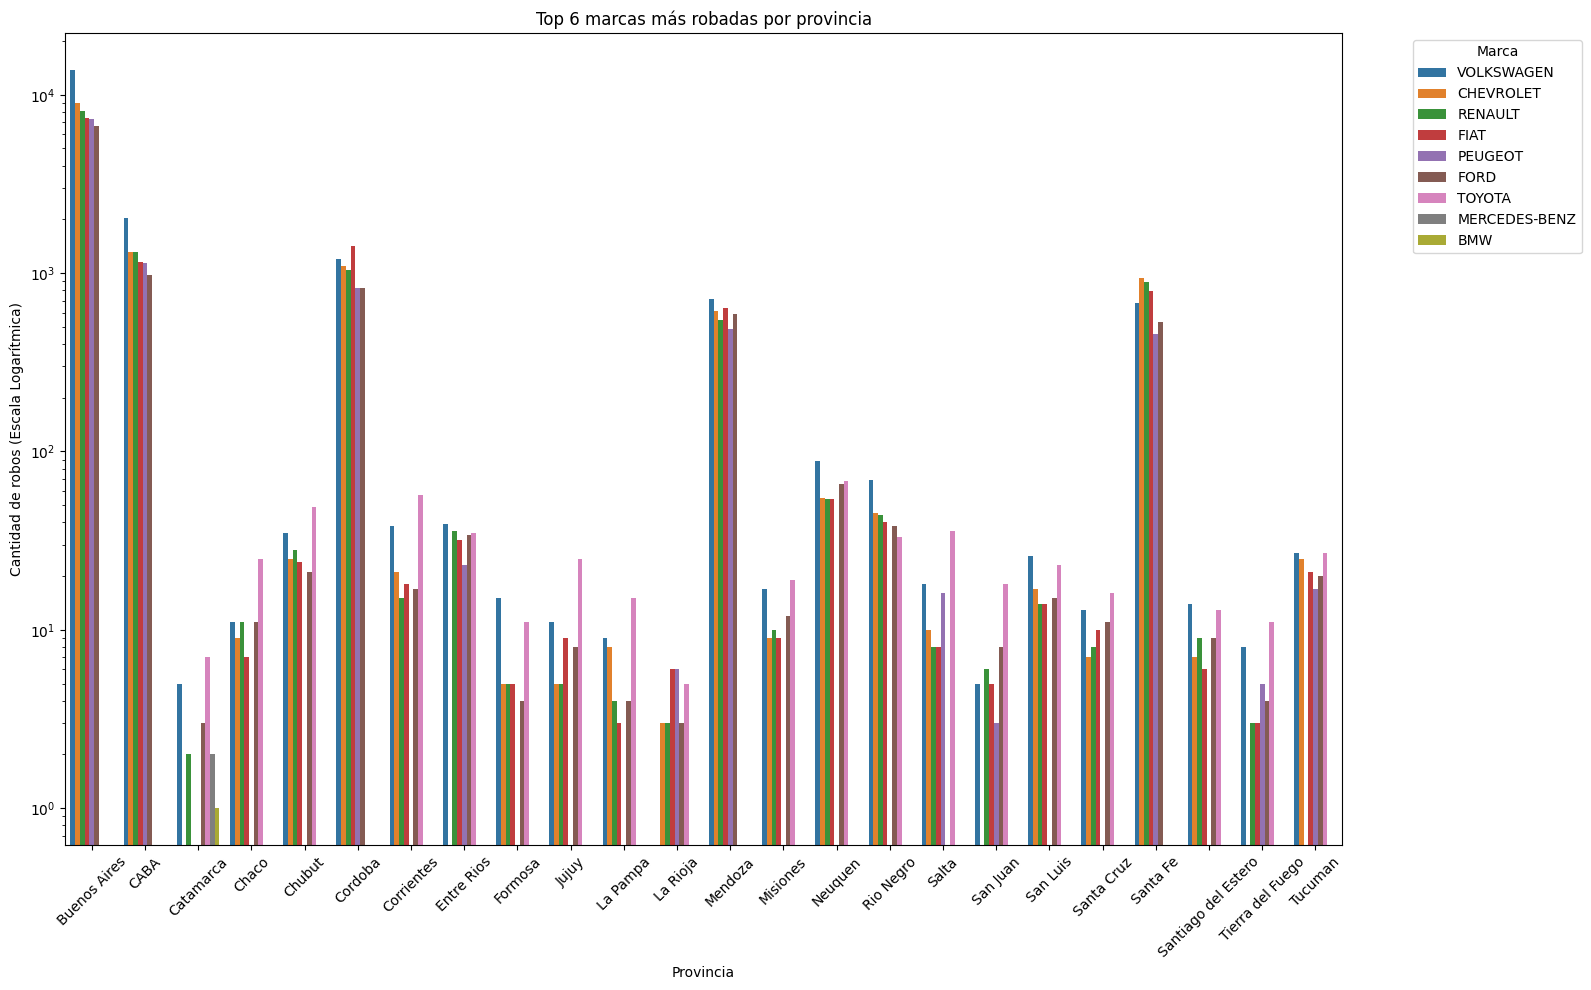 Top 6 marcas más robadas por provincia
Cantidad de robos (Escala Logarítmica)
10^4
10^3
10^2
10^1
10^0
Buenos Aires
CABA
Catamarca
Chaco
Chubut
Cordoba
Corrientes
Entre Rios
Formosa
Jujuy
La Pampa
La Rioja
Mendoza
Misiones
Neuquen
Rio Negro
Salta
San Juan
San Luis
Santa Cruz
Santa Fe
Santiago del Estero
Tierra del Fuego
Tucuman
Provincia
Marca
VOLKSWAGEN
CHEVROLET
RENAULT
FIAT
PEUGEOT
FORD
TOYOTA
MERCEDES-BENZ
BMW